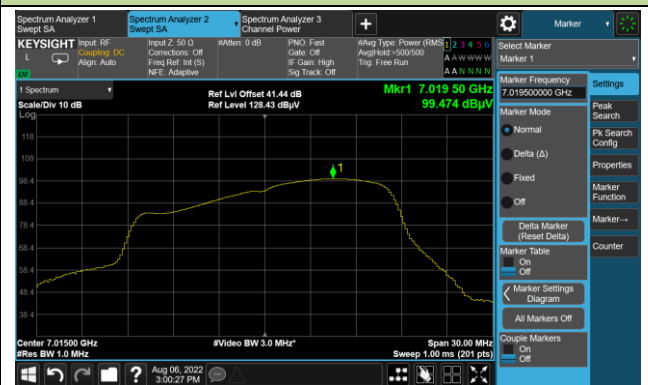 Spectrum Analyzer 1
Swept SA
Spectrum Analyzer 2
Swept SA
Spectrum Analyzer 3
Channel Power
Marker
KEYSIGHT
L
Input: RF
Coupling: DC
Align: Auto
Input Z: 50 Ω
Corrections: Off
Freq Ref: Int (S)
NFE: Adaptive
#Atten: 0 dB
PNO: Fast
Gate: Off
IF Gain: High
Sig Track: Off
#Avg Type: Power (RMS
Avg|Hold:>500/500
Trig: Free Run
1 2 3 4 5 6
A A W W W W
A A N N N N
Select Marker
Marker 1
1 Spectrum
Scale/Div 10 dB
Log
Ref Lvl Offset 41.44 dB
Ref Level 128.43 dBµV
Mkr1 7.019 50 GHz
99.474 dBµV
118
108
98.4
88.4
78.4
68.4
58.4
48.4
38.4
1
Center 7.01500 GHz
#Res BW 1.0 MHz
#Video BW 3.0 MHz*
Span 30.00 MHz
Sweep 1.00 ms (201 pts)
Marker Frequency
7.019500000 GHz
Marker Mode
Normal
Delta (Δ)
Fixed
Off
Delta Marker
(Reset Delta)
Marker Table
On
Off
Marker Settings
Diagram
All Markers Off
Couple Markers
On
Off
Settings
Peak
Search
Pk Search
Config
Properties
Marker
Function
Marker→
Counter
Aug 06, 2022
3:00:27 PM